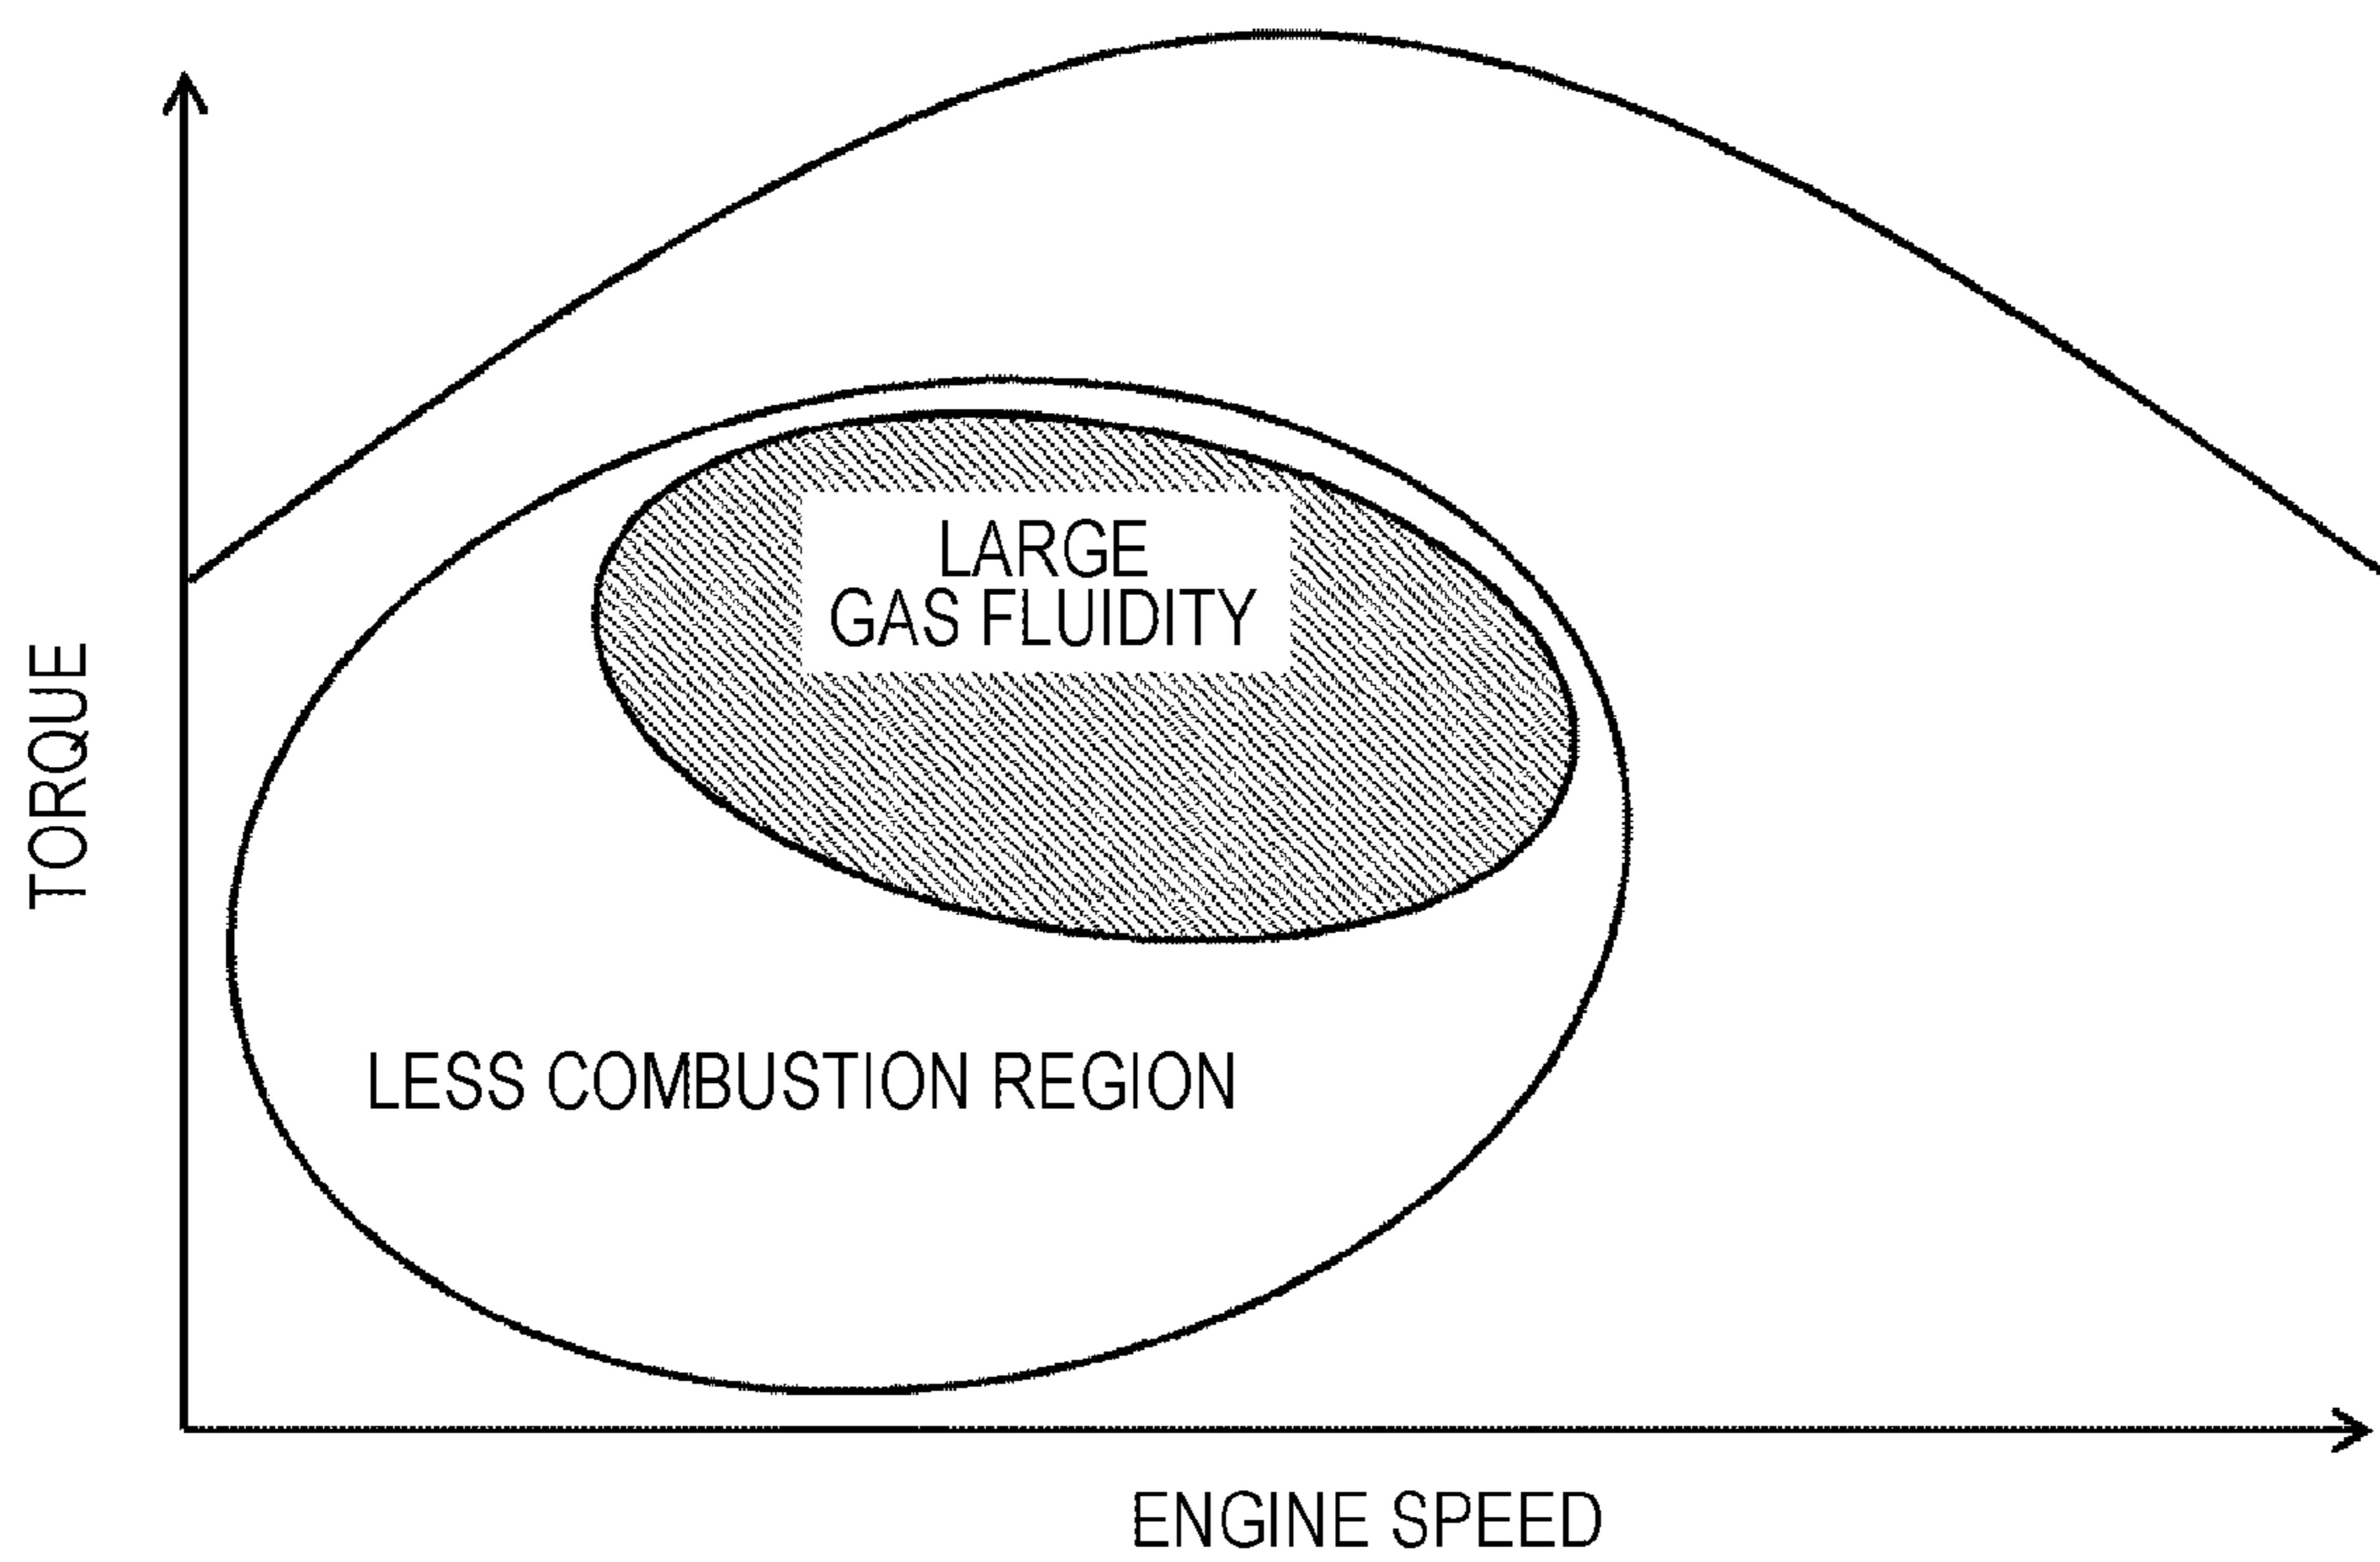 LARGE
GAS FLUIDITY
TORQUE
LESS COMBUSTION REGION
ENGINE SPEED